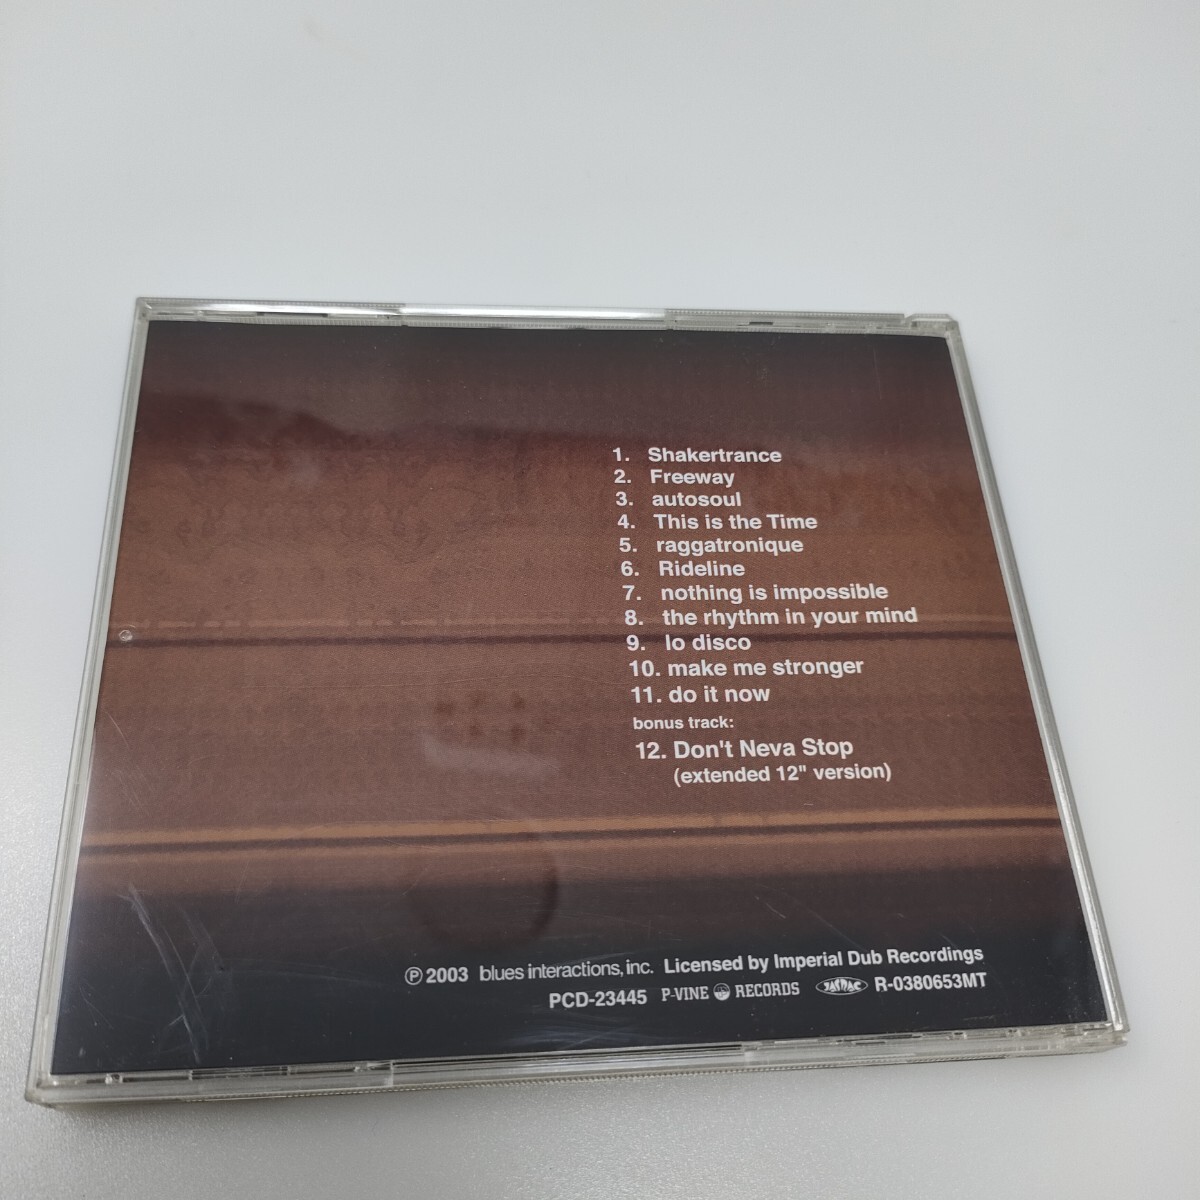 1. Shakertrance
2. Freeway
3. autosoul
4. This is the Time
5. raggatronique
6. Rideline
7. nothing is impossible
8. the rhythm in your mind
9. lo disco
10. make me stronger
11. do it now
bonus track:
12. Don't Neva Stop
(extended 12" version)
℗ 2003 blues interactions, inc. Licensed by Imperial Dub Recordings
PCD-23445 P-VINE RECORDS JASRAC R-0380653MT